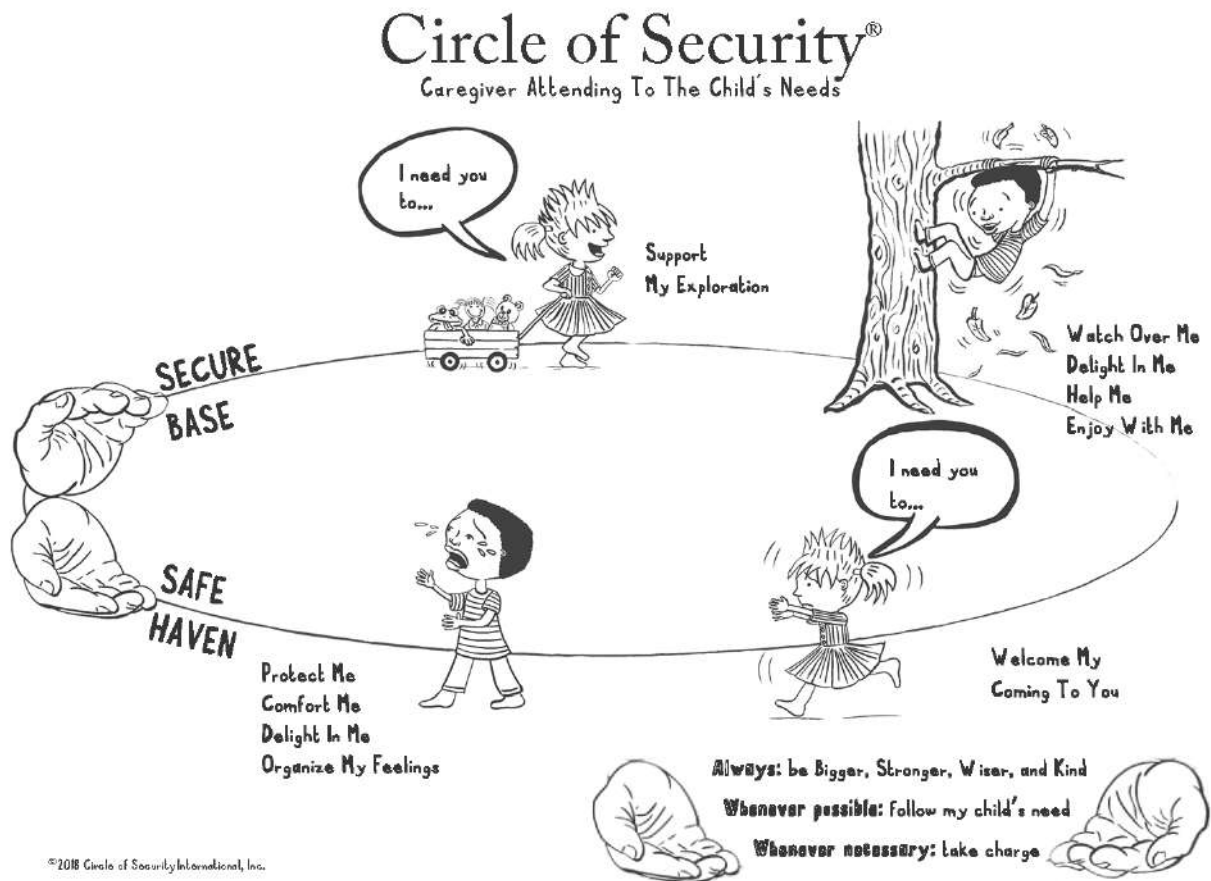 Circle of Security®
Caregiver Attending To The Child's Needs
I need you
to...
Support
My Exploration
Watch Over Me
Delight In Me
Help Me
Enjoy With Me
SECURE
BASE
I need you
to...
SAFE
HAVEN
Welcome My
Coming To You
Protect Me
Comfort Me
Delight In Me
Organize My Feelings
Always: be Bigger, Stronger, Wiser, and Kind
Whenever possible: Follow my child's need
Whenever necessary: take charge
©2018 Circle of Security International, Inc.